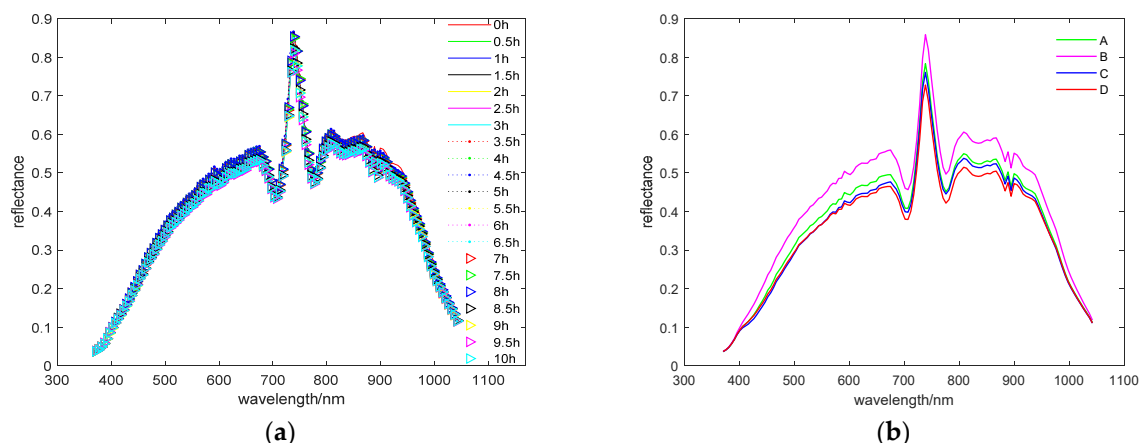 0.9
0.8
0.7
0.6
0.5
0.4
0.3
0.2
0.1
0
300 400 500 600 700 800 900 1000 1100
reflectance
wavelength/nm
0h
0.5h
1h
1.5h
2h
2.5h
3h
3.5h
4h
4.5h
5h
5.5h
6h
6.5h
7h
7.5h
8h
8.5h
9h
9.5h
10h
(a)
0.9
0.8
0.7
0.6
0.5
0.4
0.3
0.2
0.1
0
300 400 500 600 700 800 900 1000 1100
reflectance
wavelength/nm
A
B
C
D
(b)